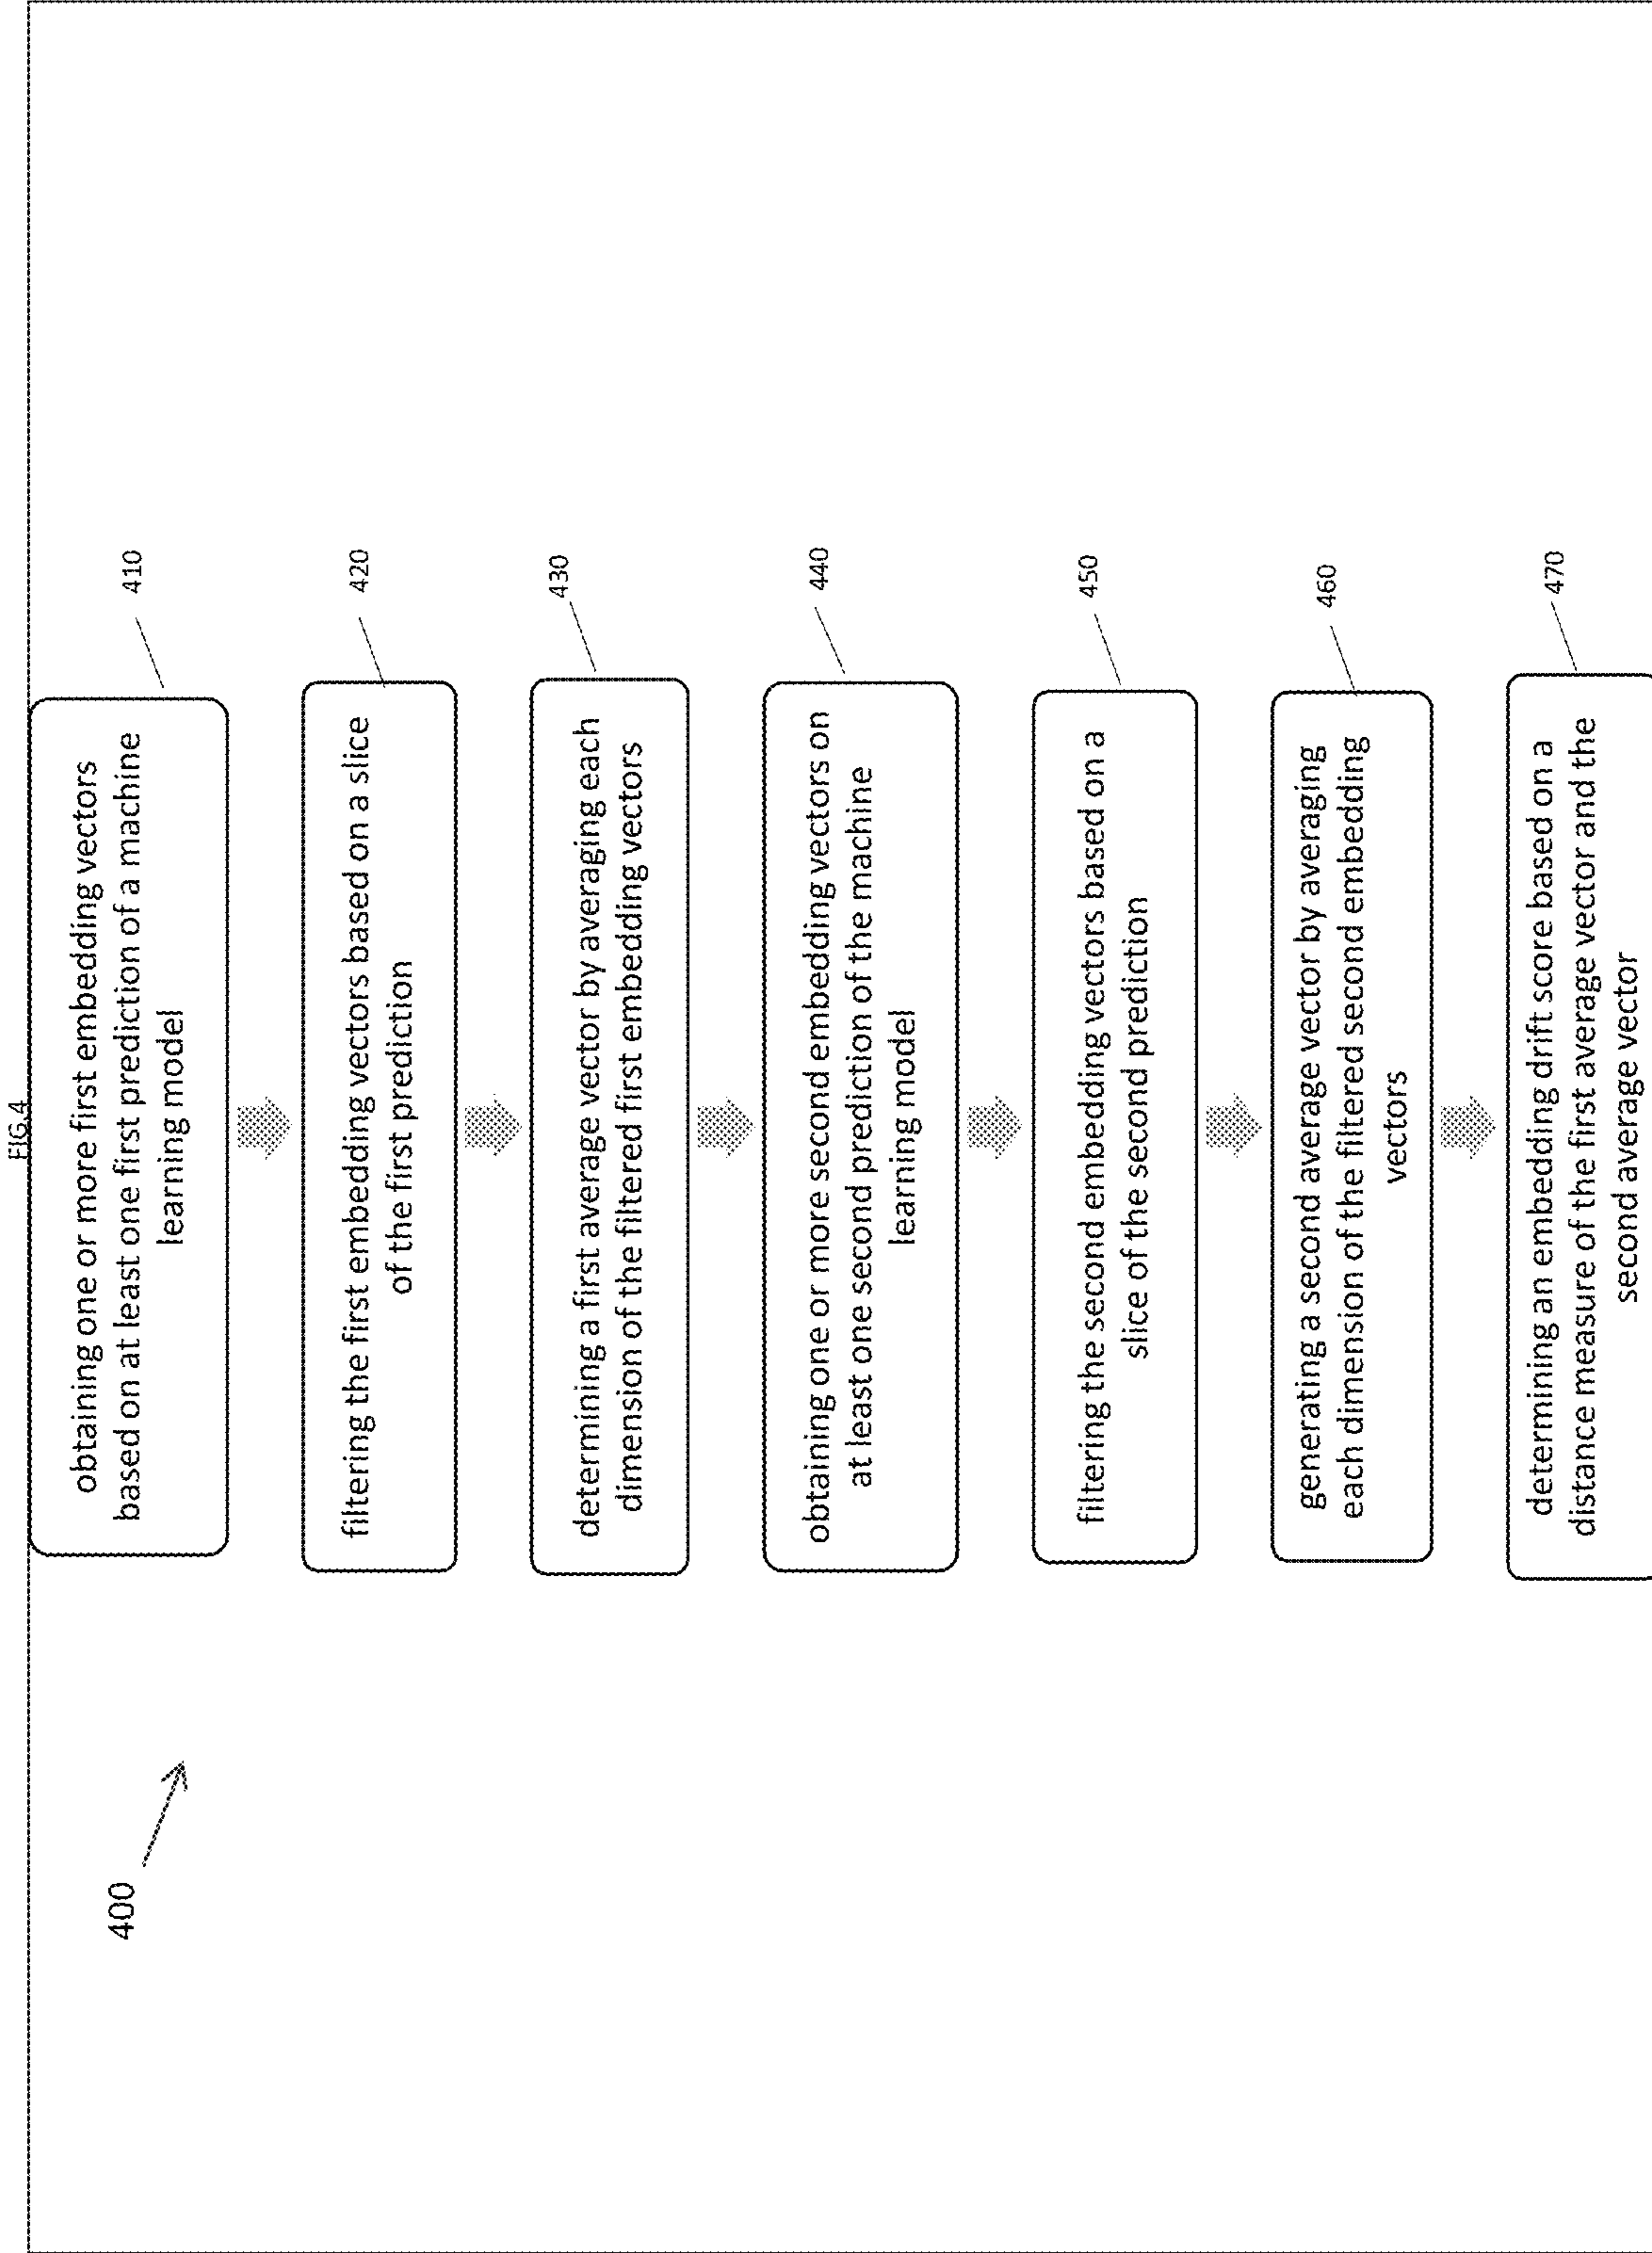 FIG.4
400
obtaining one or more first embedding vectors
based on at least one first prediction of a machine
learning model
410
filtering the first embedding vectors based on a slice
of the first prediction
420
determining a first average vector by averaging each
dimension of the filtered first embedding vectors
430
obtaining one or more second embedding vectors on
at least one second prediction of the machine
learning model
440
filtering the second embedding vectors based on a
slice of the second prediction
450
generating a second average vector by averaging
each dimension of the filtered second embedding
vectors
460
determining an embedding drift score based on a
distance measure of the first average vector and the
second average vector
470